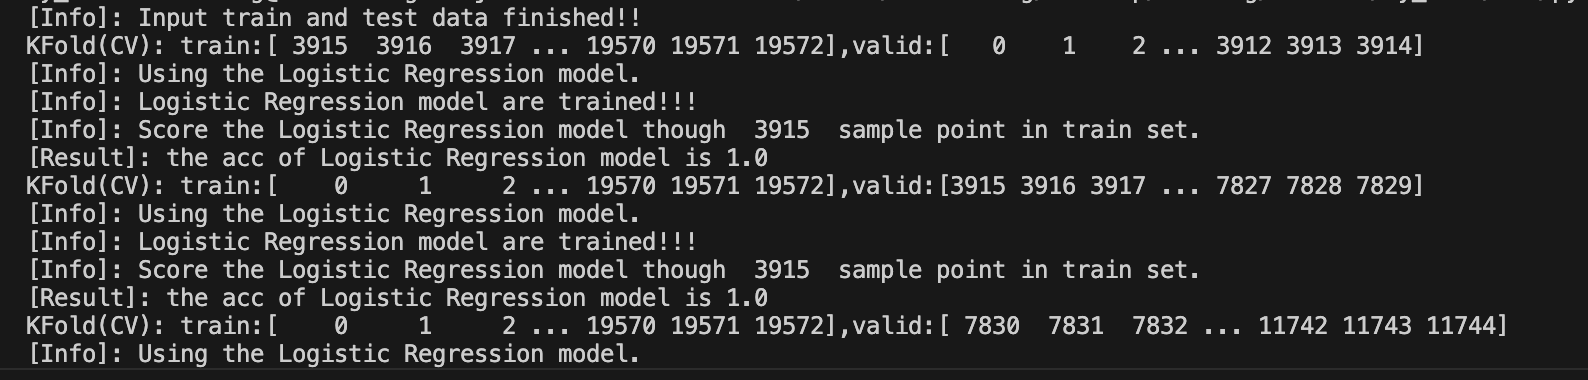 [Info]: Input train and test data finished!!
KFold(CV): train:[ 3915  3916  3917 ... 19570 19571 19572],valid:[   0    1    2 ... 3912 3913 3914]
[Info]: Using the Logistic Regression model.
[Info]: Logistic Regression model are trained!!!
[Info]: Score the Logistic Regression model though  3915  sample point in train set.
[Result]: the acc of Logistic Regression model is 1.0
KFold(CV): train:[    0     1     2 ... 19570 19571 19572],valid:[3915 3916 3917 ... 7827 7828 7829]
[Info]: Using the Logistic Regression model.
[Info]: Logistic Regression model are trained!!!
[Info]: Score the Logistic Regression model though  3915  sample point in train set.
[Result]: the acc of Logistic Regression model is 1.0
KFold(CV): train:[    0     1     2 ... 19570 19571 19572],valid:[ 7830  7831  7832 ... 11742 11743 11744]
[Info]: Using the Logistic Regression model.